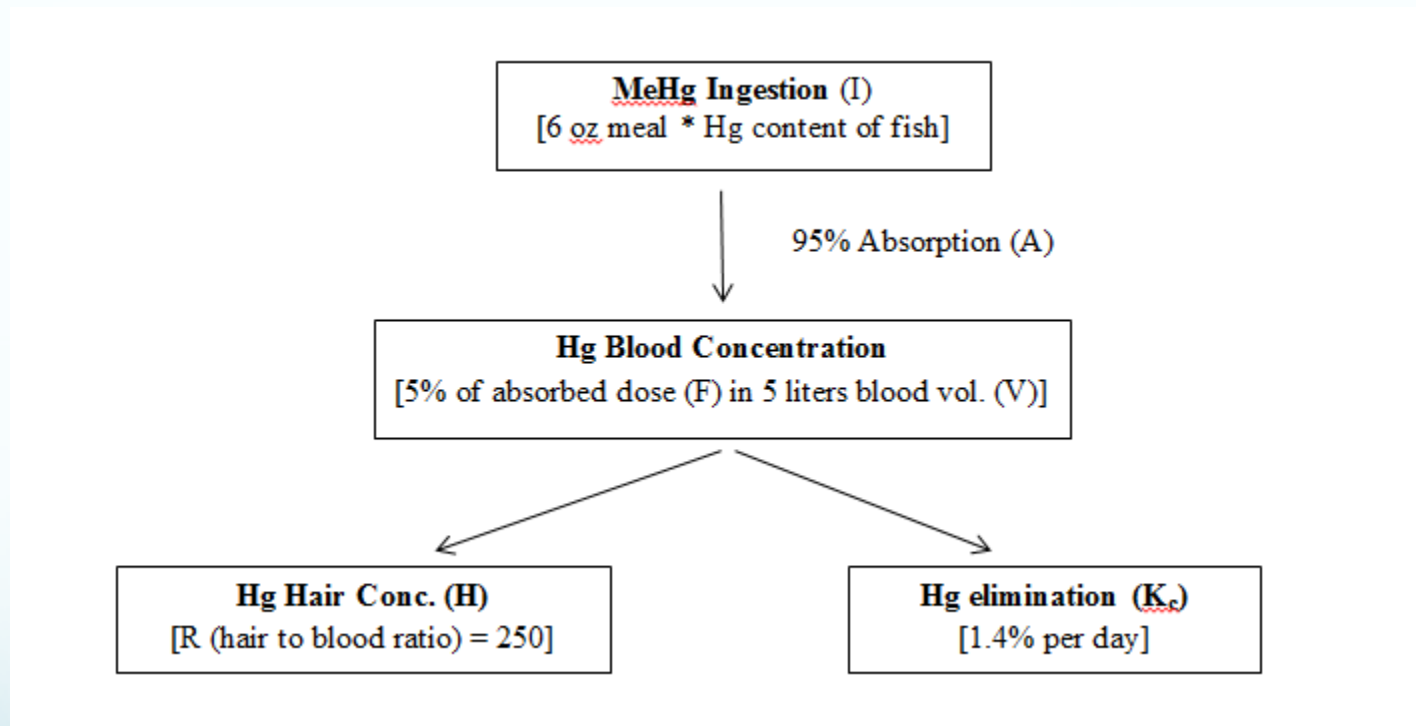 MeHg Ingestion (I)
[6 oz meal * Hg content of fish]
95% Absorption (A)
Hg Blood Concentration
[5% of absorbed dose (F) in 5 liters blood vol. (V)]
Hg Hair Conc. (H)
[R (hair to blood ratio) = 250]
Hg elimination (Kc)
[1.4% per day]